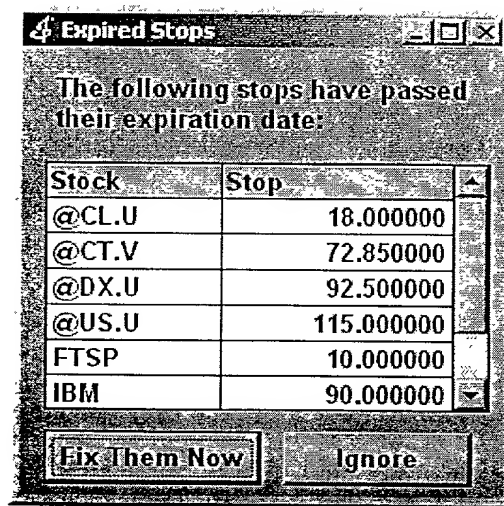 Expired Stops
The following stops have passed
their expiration date:
Stock Stop
@CL.U 18.000000
@CT.V 72.850000
@DX.U 92.500000
@US.U 115.000000
FTSP 10.000000
IBM 90.000000
Fix Them Now Ignore